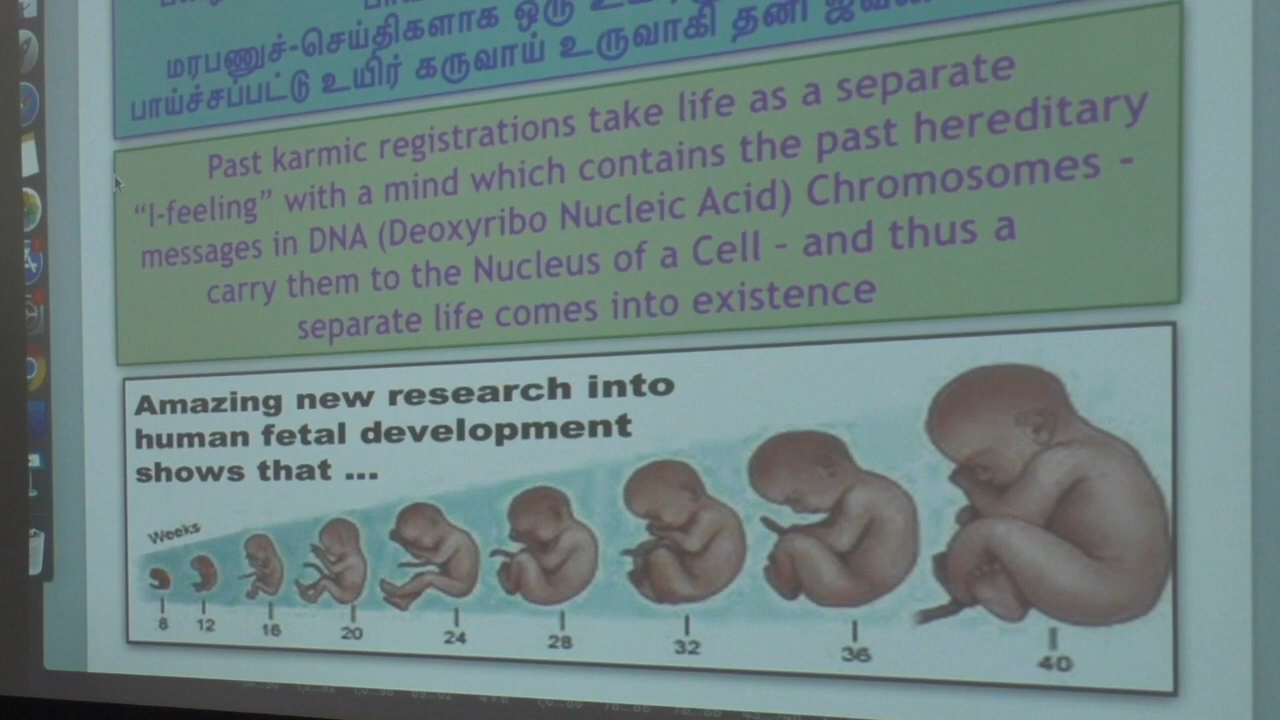 மரபணுச்-செய்திகளாக ஒரு
பாய்ச்சப்பட்டு உயிர் கருவாய் உருவாகி தனி
Past karmic registrations take life as a separate
“I-feeling” with a mind which contains the past hereditary
messages in DNA (Deoxyribo Nucleic Acid) Chromosomes -
carry them to the Nucleus of a Cell - and thus a
separate life comes into existence
Amazing new research into
human fetal development
shows that ...
Weeks
8 12 16 20 24 28 32 36 40